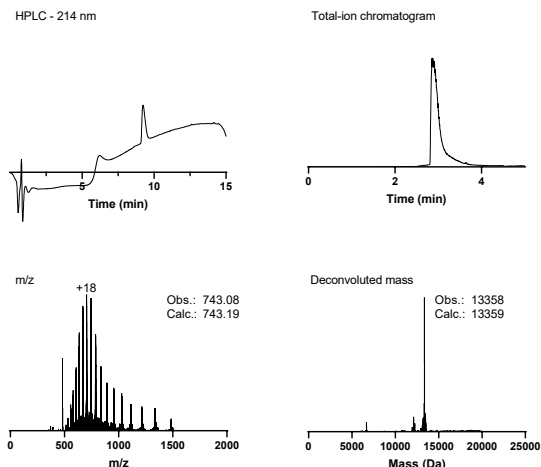 HPLC - 214 nm
5 10 15
Time (min)
Total-ion chromatogram
0 2 4
Time (min)
m/z
+18
Obs.: 743.08
Calc.: 743.19
0 500 1000 1500 2000
m/z
Deconvoluted mass
Obs.: 13358
Calc.: 13359
0 5000 10000 15000 20000 25000
Mass (Da)